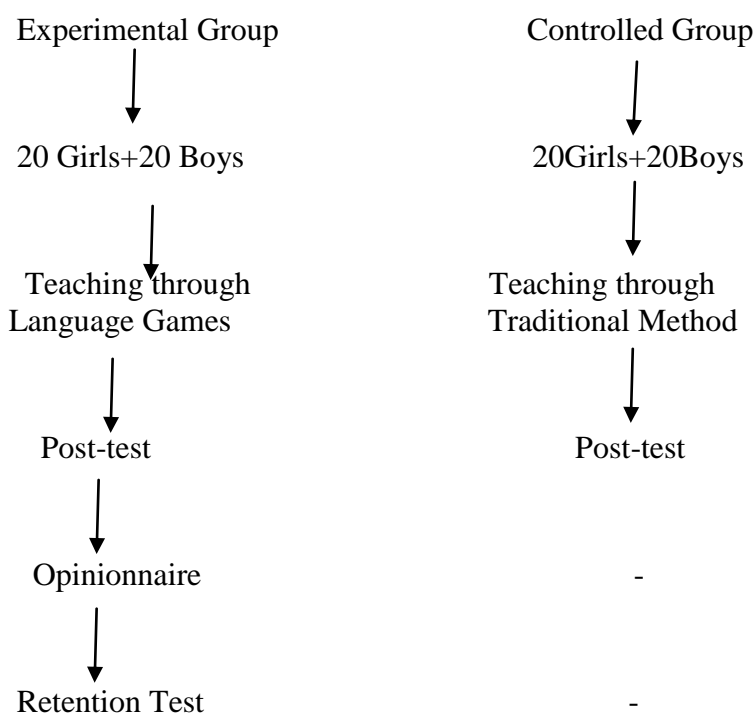 Experimental Group Controlled Group
20 Girls+20 Boys 20Girls+20Boys
Teaching through Teaching through
Language Games Traditional Method
Post-test Post-test
Opinionnaire -
Retention Test -